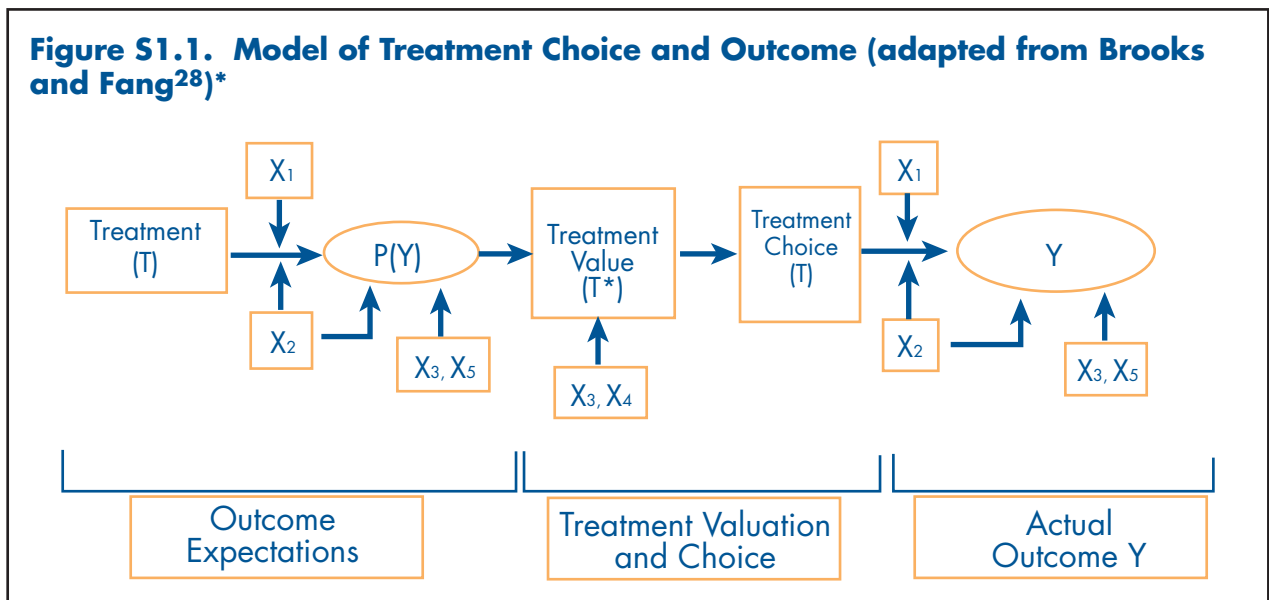 Figure S1.1. Model of Treatment Choice and Outcome (adapted from Brooks
and Fang28)*
X1
Treatment
(T)
P(Y)
X2
X3, X5
Treatment
Value
(T*)
X3, X4
Treatment
Choice
(T)
X1
Y
X2
X3, X5
Outcome
Expectations
Treatment Valuation
and Choice
Actual
Outcome Y